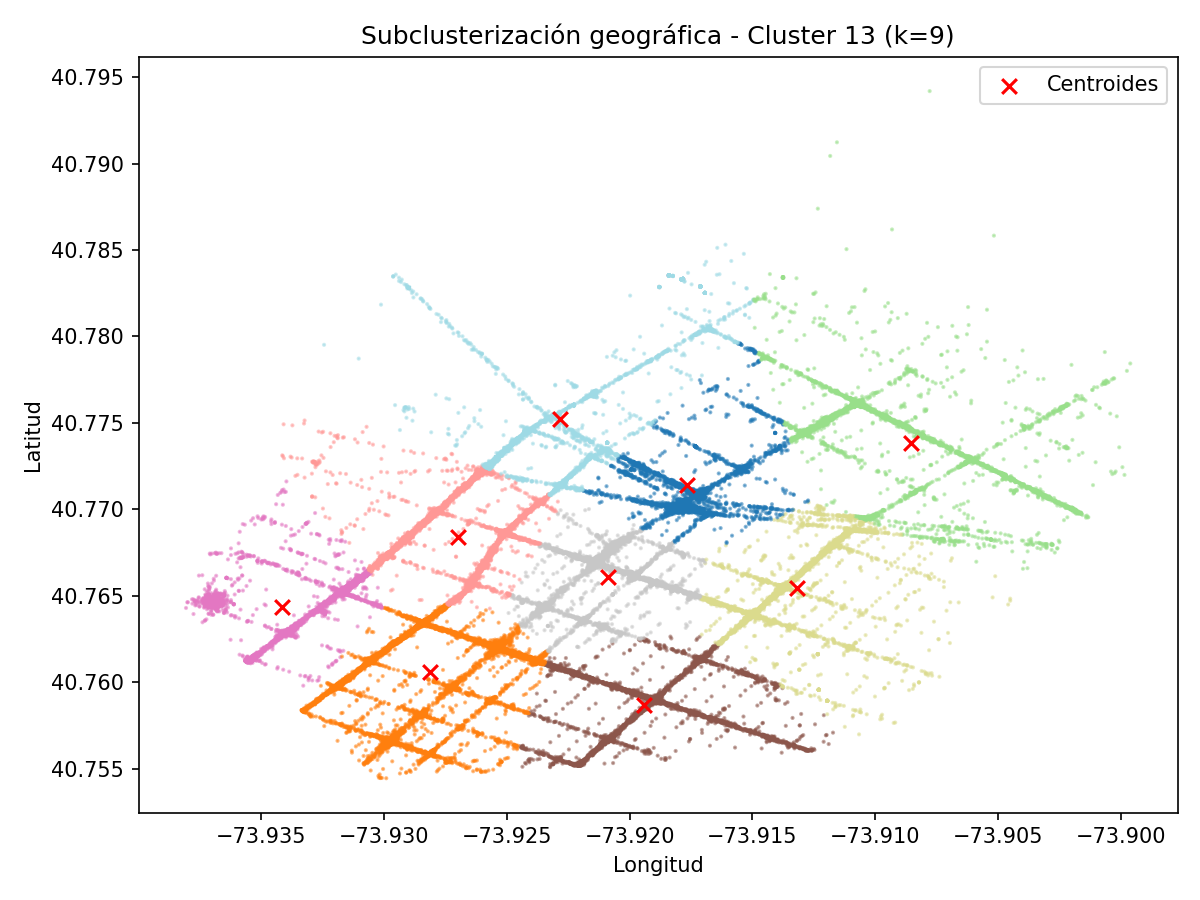 Subclusterización geográfica - Cluster 13 (k=9)
Centroides
40.795
40.790
40.785
40.780
40.775
40.770
40.765
40.760
40.755
Latitud
−73.935 −73.930 −73.925 −73.920 −73.915 −73.910 −73.905 −73.900
Longitud